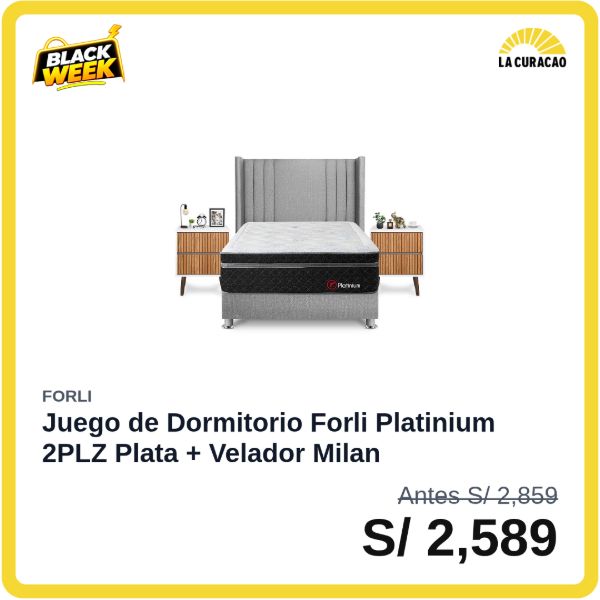 BLACK
WEEK
LA CURACAO
Platinium
FORLI
Juego de Dormitorio Forli Platinium
2PLZ Plata + Velador Milan
Antes S/ 2,859
S/ 2,589